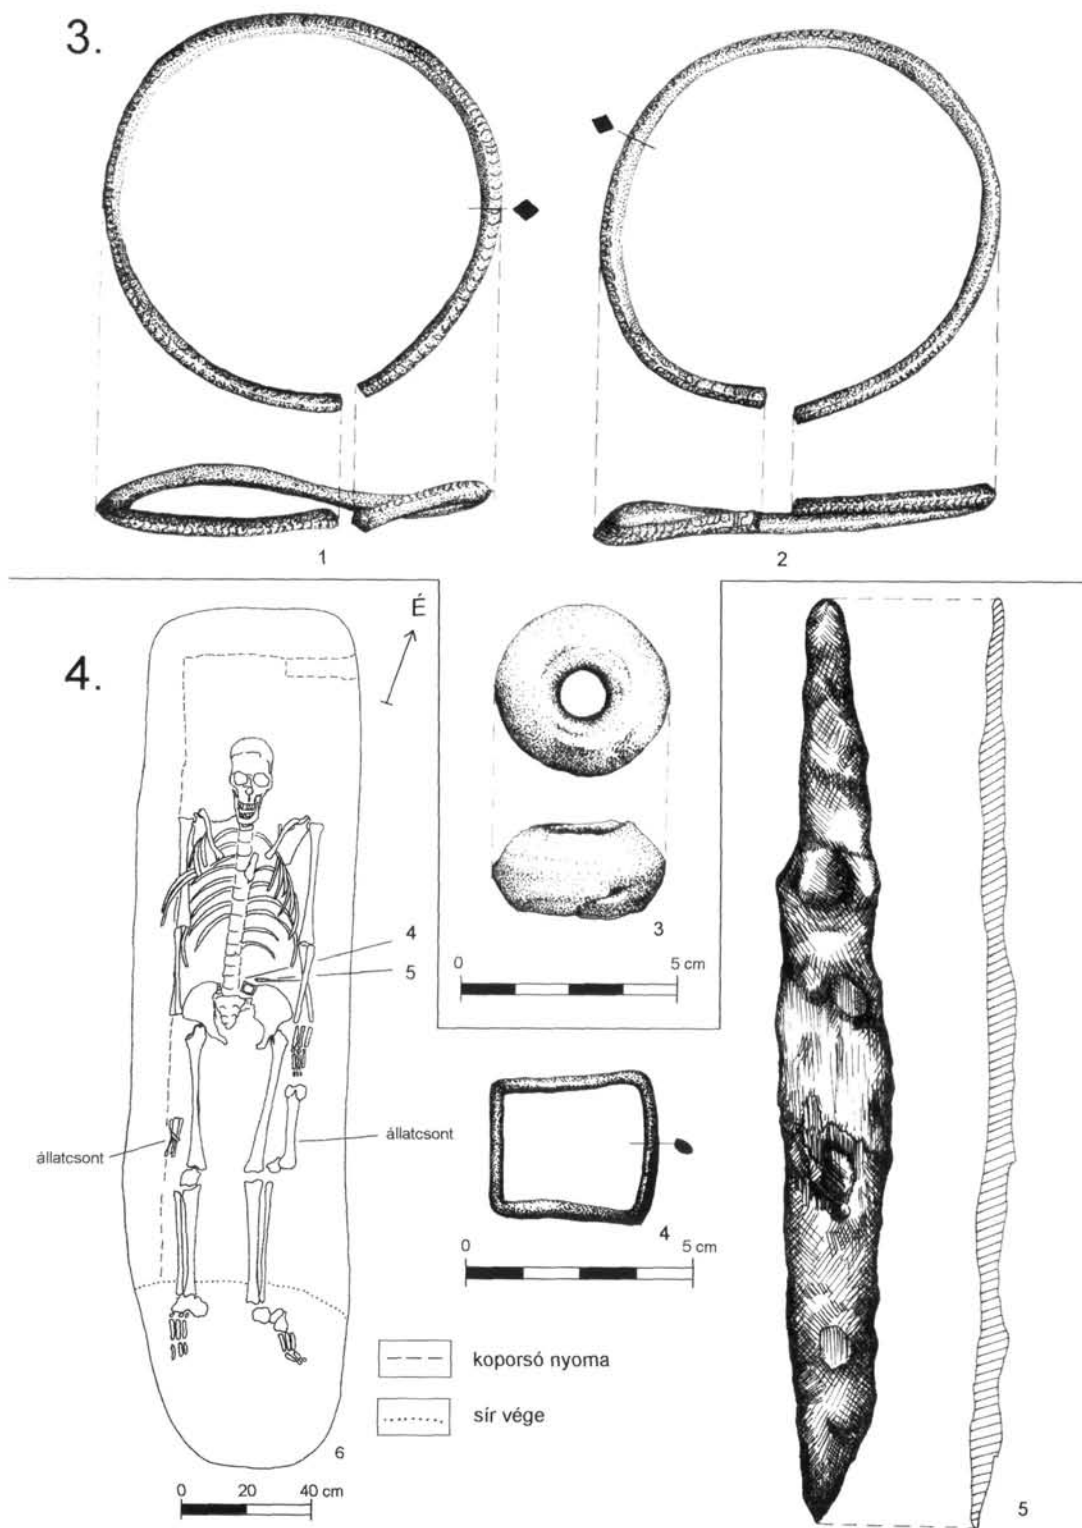 3.
1
2
É
4.
3
0 5 cm
4
5
állatcsont
állatcsont
4
0 5 cm
koporsó nyoma
sír vége
6
0 20 40 cm
5